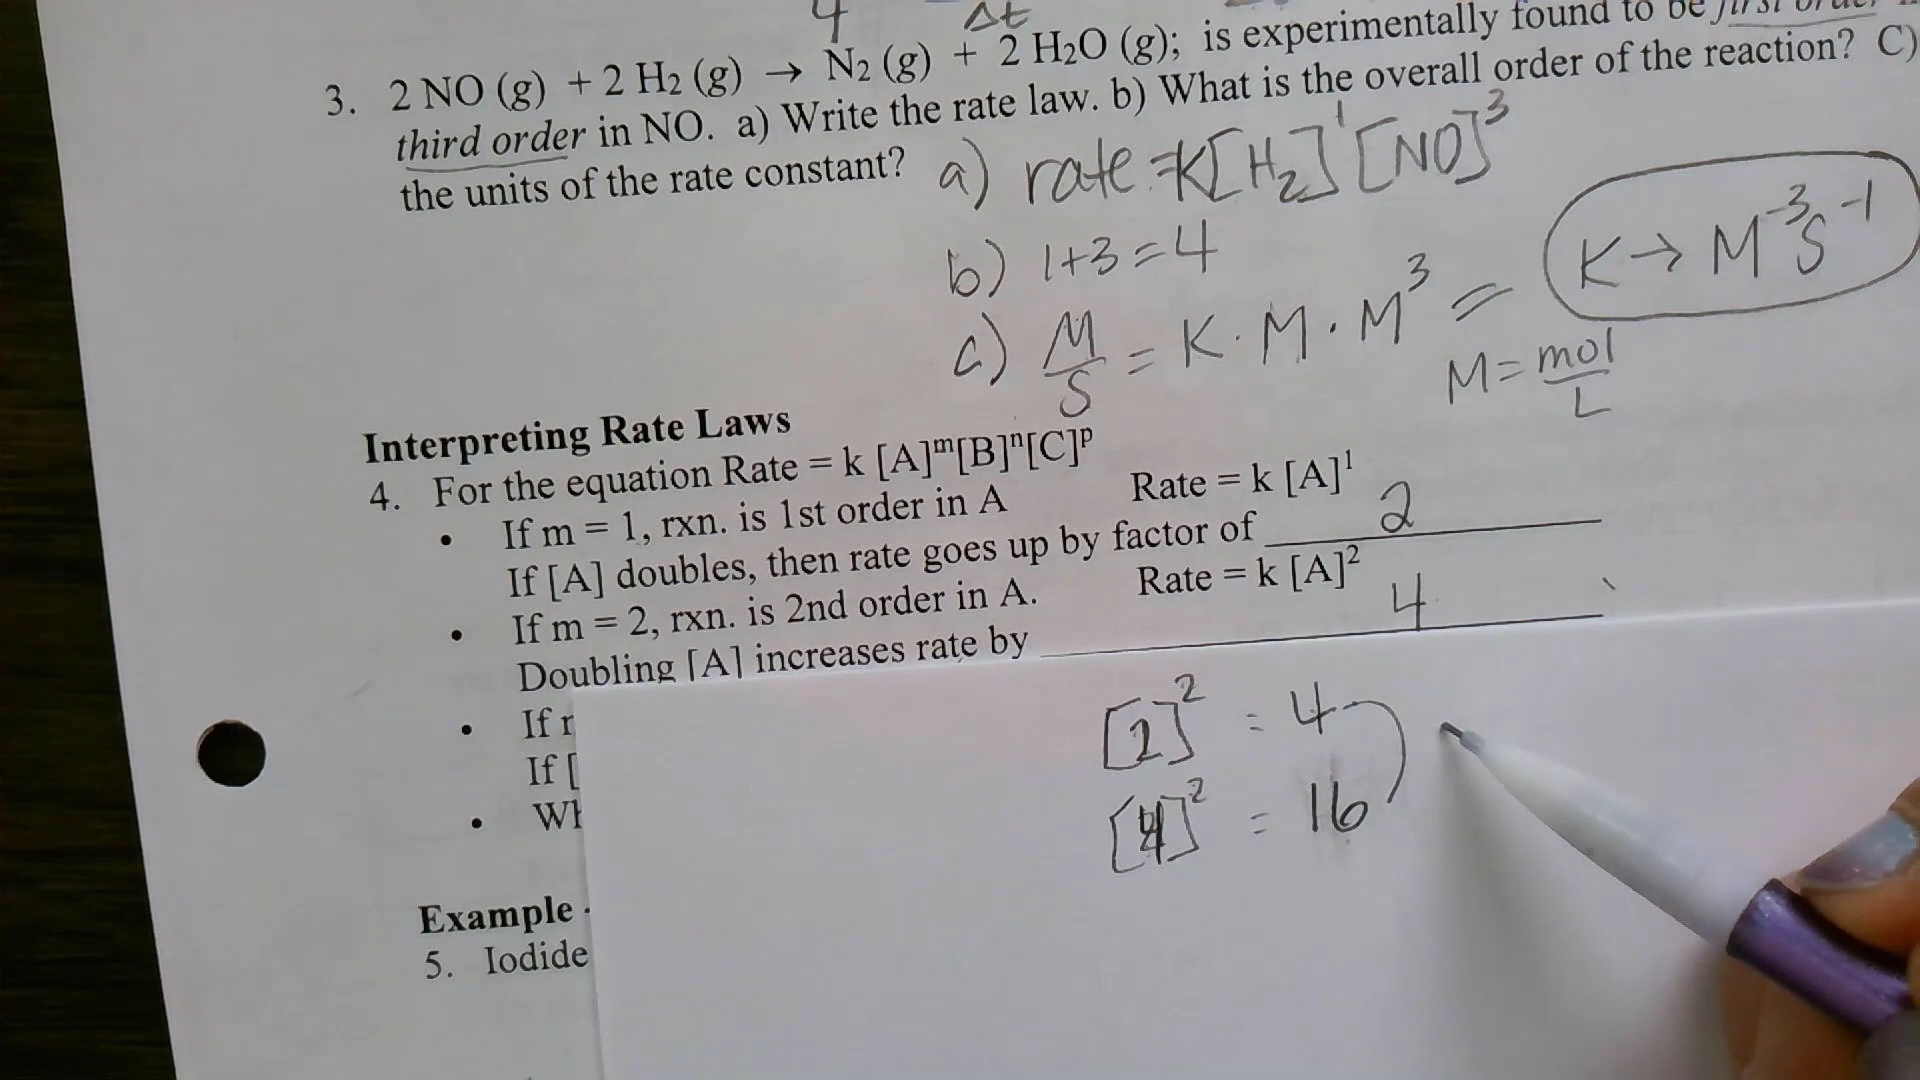 4 Δt
3. 2 NO (g) + 2 H₂ (g) → N₂ (g) + 2 H₂O (g); is experimentally found to be first order
third order in NO. a) Write the rate law. b) What is the overall order of the reaction? C)
the units of the rate constant?
a) rate = K[H₂]¹[NO]³
b) 1+3=4
c) M/S = K · M · M³ = K → M⁻³S⁻¹
M = mol/L
Interpreting Rate Laws
4. For the equation Rate = k [A]ᵐ[B]ⁿ[C]ᵖ
• If m = 1, rxn. is 1st order in A Rate = k [A]¹
If [A] doubles, then rate goes up by factor of 2
• If m = 2, rxn. is 2nd order in A. Rate = k [A]²
Doubling [A] increases rate by 4
• If
If [
•
[2]² = 4
[4]² = 16
Example -
5. Iodide